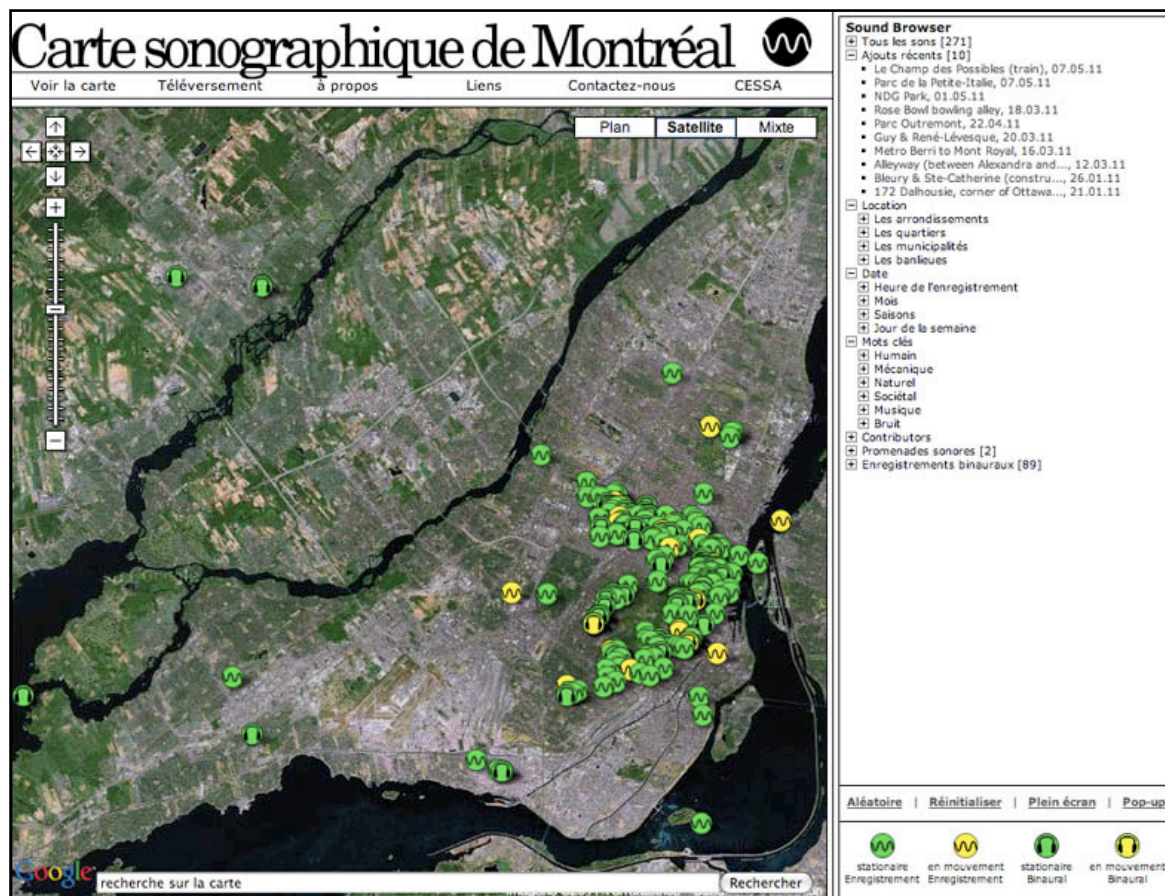 Carte sonographique de Montréal
Voir la carte Téléversement à propos Liens Contactez-nous CESSA
Plan Satellite Mixte
Google
recherche sur la carte
Rechercher
Sound Browser
Tous les sons [271]
Ajouts récents [10]
Le Champ des Possibles (train), 07.05.11
Parc de la Petite-Italie, 07.05.11
NDG Park, 01.05.11
Rose Bowl bowling alley, 18.03.11
Parc Outremont, 22.04.11
Guy & René-Lévesque, 20.03.11
Metro Berri to Mont Royal, 16.03.11
Alleyway (between Alexandra and..., 12.03.11
Bleury & Ste-Catherine (constru..., 26.01.11
172 Dalhousie, corner of Ottawa..., 21.01.11
Location
Les arrondissements
Les quartiers
Les municipalités
Les banlieues
Date
Heure de l'enregistrement
Mois
Saisons
Jour de la semaine
Mots clés
Humain
Mécanique
Naturel
Sociétal
Musique
Bruit
Contributors
Promenades sonores [2]
Enregistrements binauraux [89]
Aléatoire | Réinitialiser | Plein écran | Pop-up
stationaire en mouvement stationaire en mouvement
Enregistrement Enregistrement Binaural Binaural